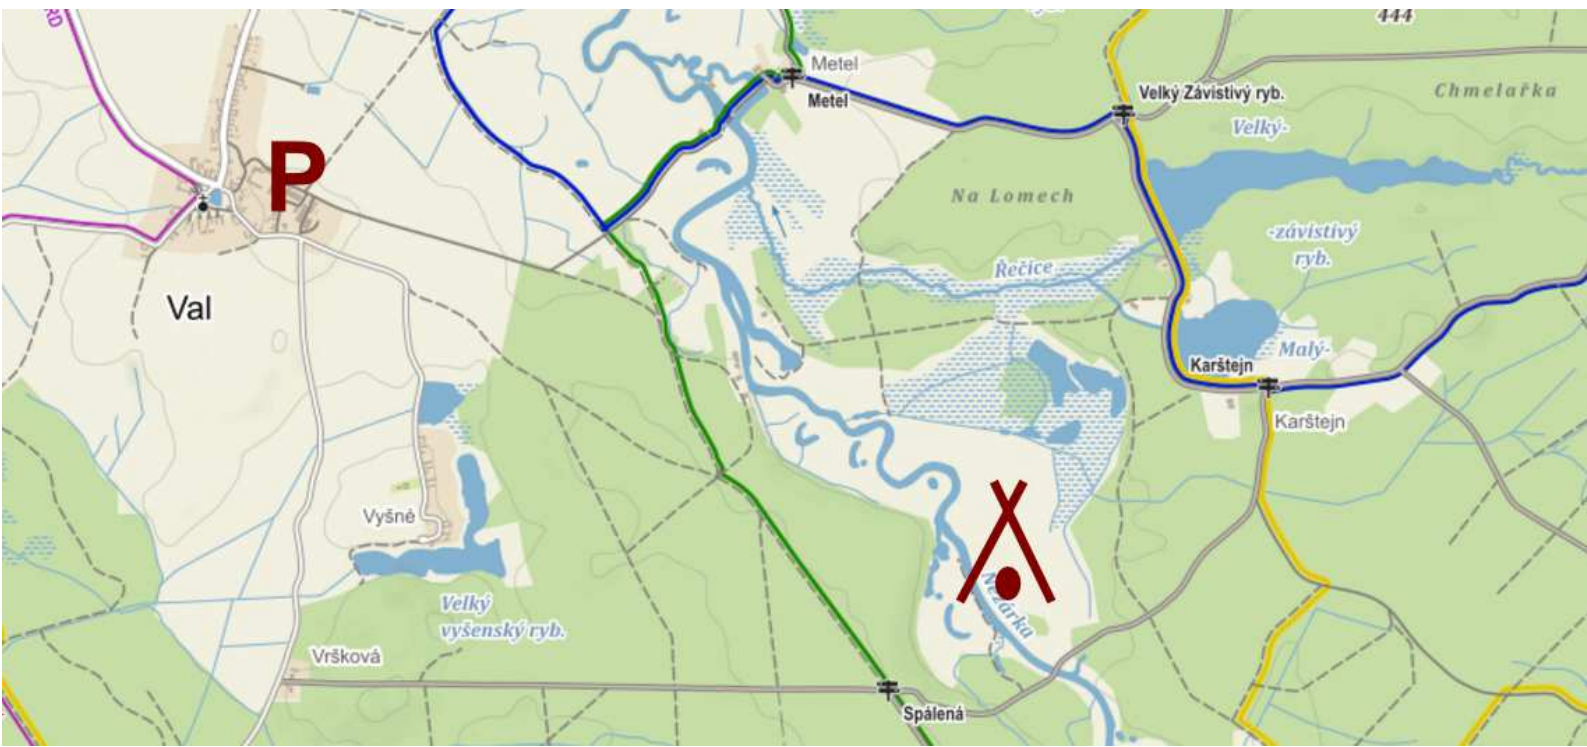 444
RD
Metel
Metel
Velký Závistivý ryb.
Chmelařka
Velký-
P
Na Lomech
-závistivý
ryb.
Řečice
Val
Malý-
Karštejn
Karštejn
Vyšné
Nežárka
Velký
vyšenský ryb.
Vršková
Spálená